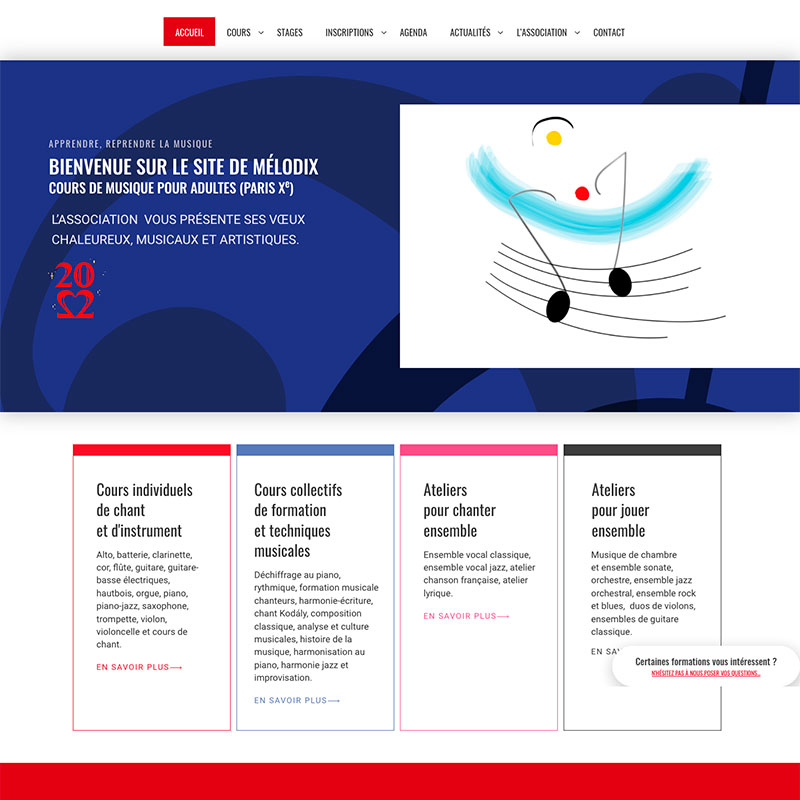 ACCUEIL COURS STAGES INSCRIPTIONS AGENDA ACTUALITÉS L'ASSOCIATION CONTACT
APPRENDRE, REPRENDRE LA MUSIQUE
BIENVENUE SUR LE SITE DE MÉLODIX
COURS DE MUSIQUE POUR ADULTES (PARIS Xe)
L'ASSOCIATION VOUS PRÉSENTE SES VŒUX
CHALEUREUX, MUSICAUX ET ARTISTIQUES.
20
22
Cours individuels
de chant
et d'instrument
Alto, batterie, clarinette,
cor, flûte, guitare, guitare-
basse électriques,
hautbois, orgue, piano,
piano-jazz, saxophone,
trompette, violon,
violoncelle et cours de
chant.
EN SAVOIR PLUS⟶
Cours collectifs
de formation
et techniques
musicales
Déchiffrage au piano,
rythmique, formation musicale
chanteurs, harmonie-écriture,
chant Kodály, composition
classique, analyse et culture
musicales, histoire de la
musique, harmonisation au
piano, harmonie jazz et
improvisation.
EN SAVOIR PLUS⟶
Ateliers
pour chanter
ensemble
Ensemble vocal classique,
ensemble vocal jazz, atelier
chanson française, atelier
lyrique.
EN SAVOIR PLUS⟶
Ateliers
pour jouer
ensemble
Musique de chambre
et ensemble sonate,
orchestre, ensemble jazz
orchestral, ensemble rock
et blues, duos de violons,
ensembles de guitare
classique.
EN SA
Certaines formations vous intéressent ?
N'HÉSITEZ PAS À NOUS POSER VOS QUESTIONS...